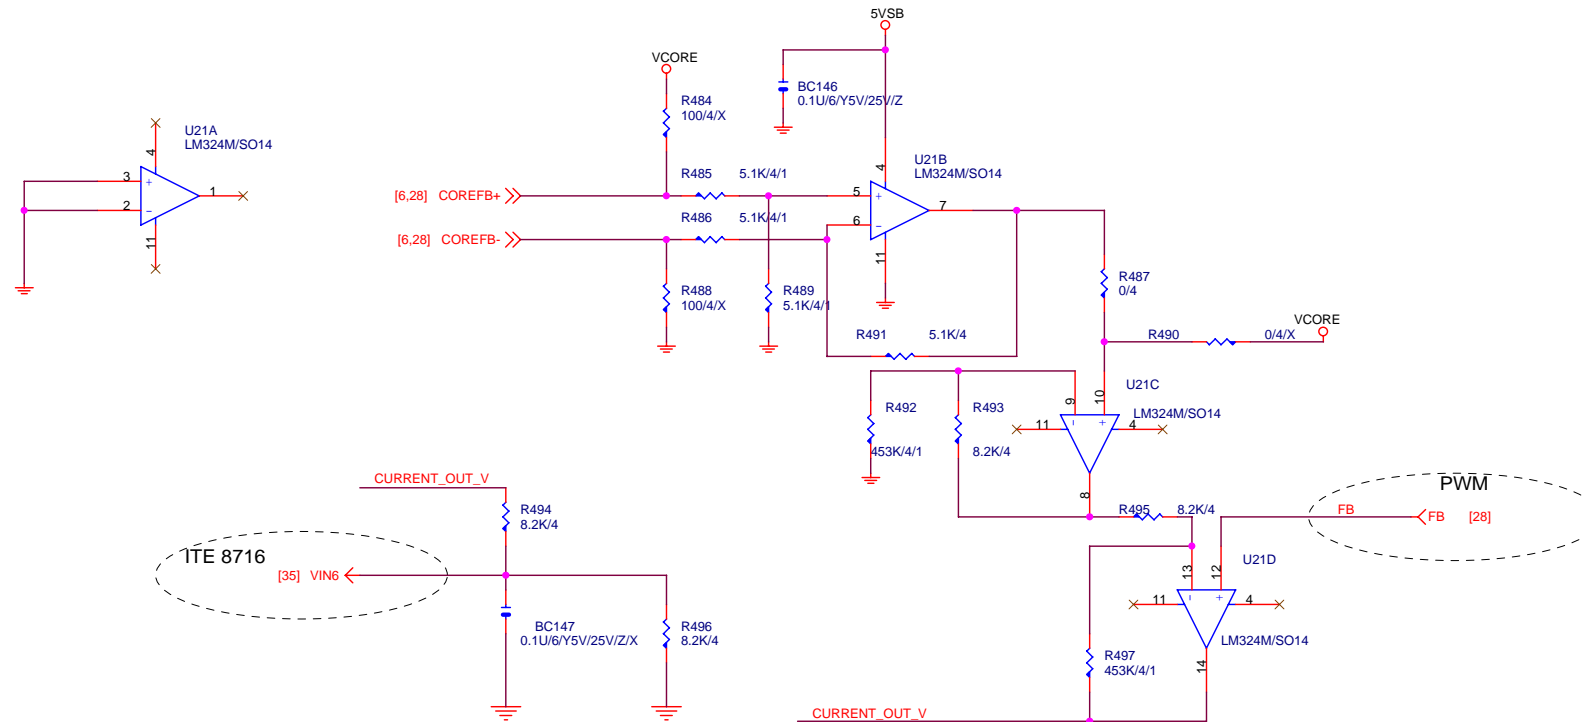 5VSB
VCORE
BC146
0.1U/6/Y5V/25V/Z
R484
100/4/X
U21A
LM324M/SO14
4
3
+
2
-
1
11
U21B
LM324M/SO14
4
R485 5.1K/4/1
[6,28] COREFB+
5
+
6
-
7
11
R486 5.1K/4/1
[6,28] COREFB-
R488
100/4/X
R489
5.1K/4/1
R487
0/4
VCORE
R490 0/4/X
R491 5.1K/4
U21C
LM324M/SO14
9
10
-
+
11
4
8
R492
453K/4/1
R493
8.2K/4
CURRENT_OUT_V
R494
8.2K/4
R495 8.2K/4
PWM
FB
FB [28]
ITE 8716
[35] VIN6
U21D
13
12
-
+
11
4
LM324M/SO14
14
BC147
0.1U/6/Y5V/25V/Z/X
R496
8.2K/4
R497
453K/4/1
CURRENT_OUT_V